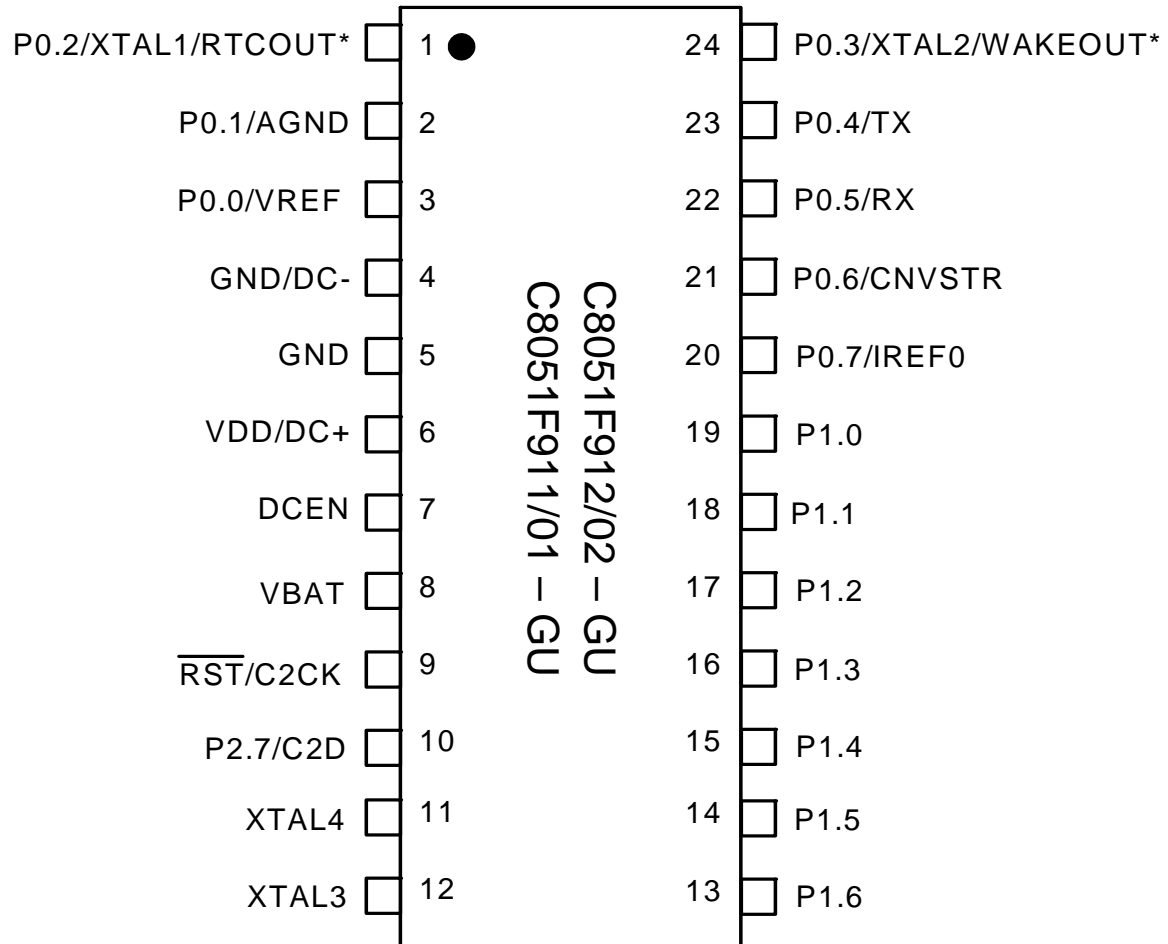 P0.2/XTAL1/RTCOUT* 1 24 P0.3/XTAL2/WAKEOUT*
P0.1/AGND 2 23 P0.4/TX
P0.0/VREF 3 22 P0.5/RX
GND/DC- 4 21 P0.6/CNVSTR
GND 5 20 P0.7/IREF0
VDD/DC+ 6 19 P1.0
DCEN 7 18 P1.1
VBAT 8 17 P1.2
RST/C2CK 9 16 P1.3
P2.7/C2D 10 15 P1.4
XTAL4 11 14 P1.5
XTAL3 12 13 P1.6
C8051F912/02 – GU
C8051F911/01 – GU